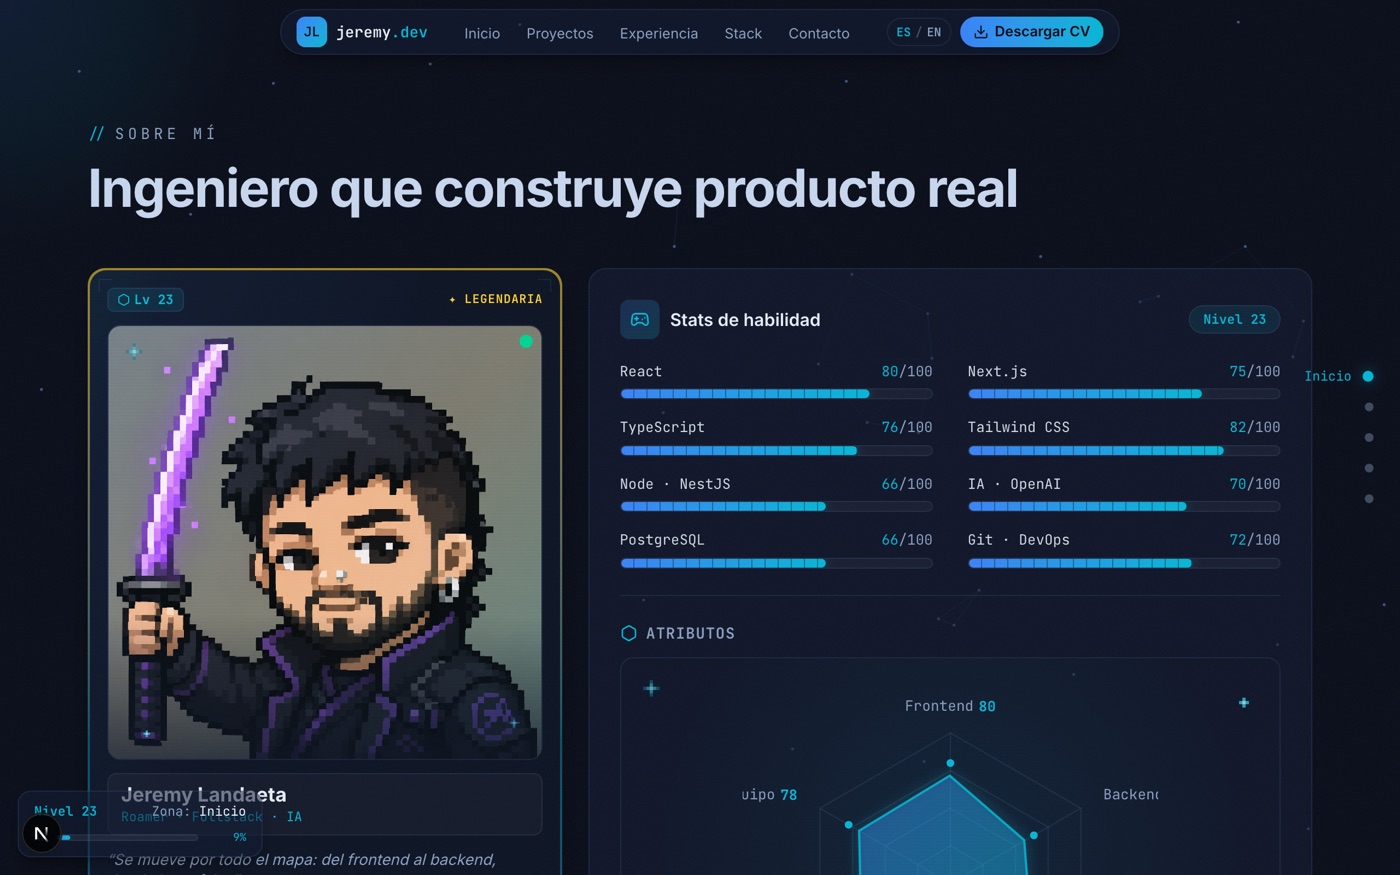 JL jeremy.dev Inicio Proyectos Experiencia Stack Contacto ES / EN Descargar CV
// SOBRE MÍ
Ingeniero que construye producto real
Lv 23 LEGENDARIA
Stats de habilidad Nivel 23
React 80/100 Next.js 75/100
Inicio
TypeScript 76/100 Tailwind CSS 82/100
Node · NestJS 66/100 IA · OpenAI 70/100
PostgreSQL 66/100 Git · DevOps 72/100
ATRIBUTOS
Frontend 80
uipo 78 Backend
Jeremy Landaeta
Roamer · Fullstack · IA
Nivel 23 Zona: Inicio
N 9%
"Se mueve por todo el mapa: del frontend al backend,